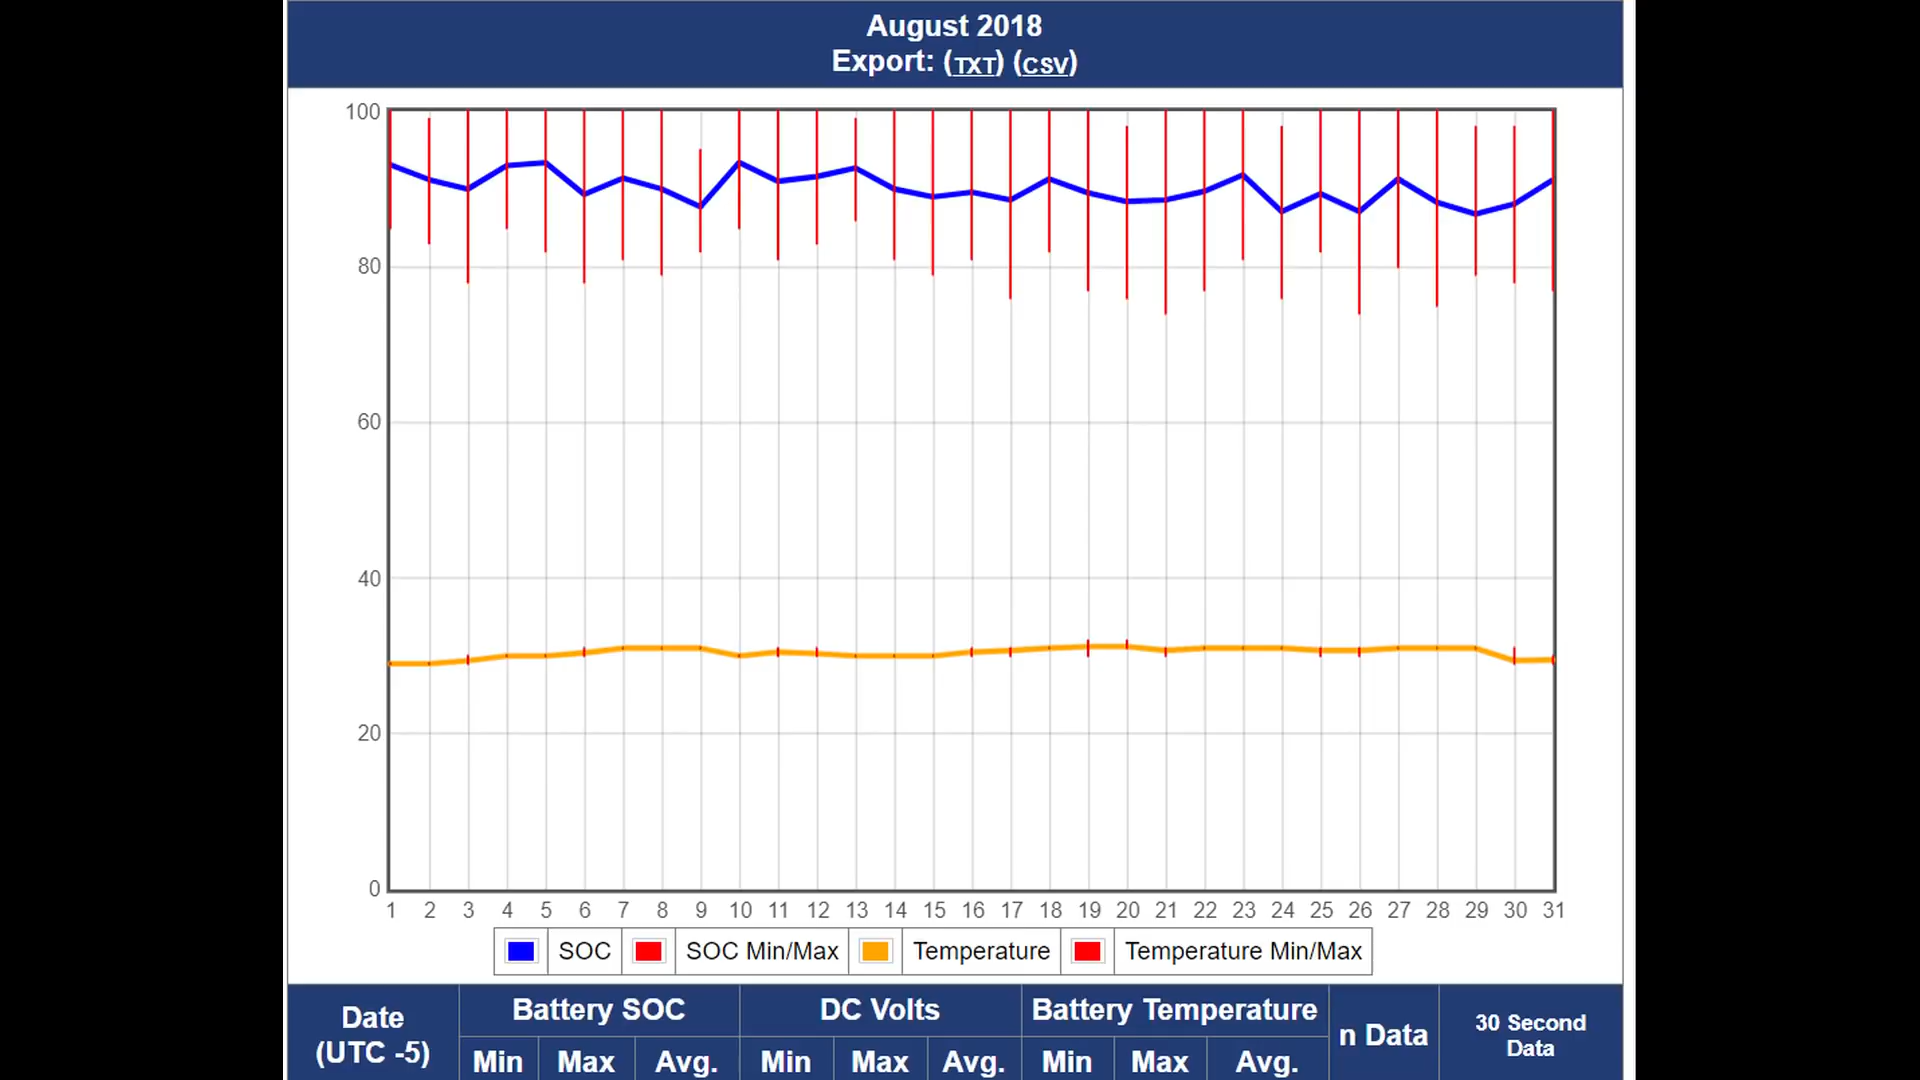 August 2018
Export: (TXT) (CSV)
100
80
60
40
20
0
1 2 3 4 5 6 7 8 9 10 11 12 13 14 15 16 17 18 19 20 21 22 23 24 25 26 27 28 29 30 31
SOC SOC Min/Max Temperature Temperature Min/Max
Date (UTC -5) Battery SOC DC Volts Battery Temperature n Data 30 Second Data
Min Max Avg. Min Max Avg. Min Max Avg.